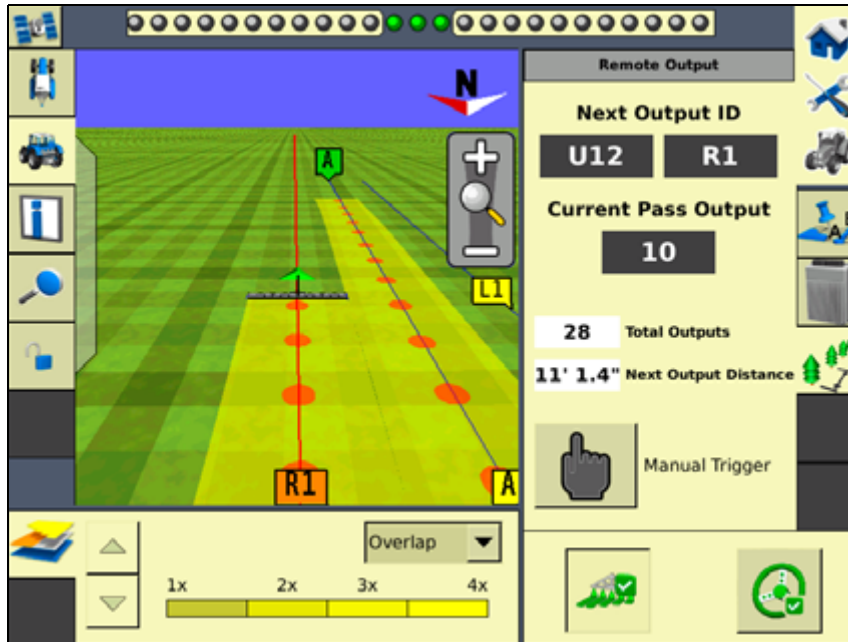 Remote Output
N
Next Output ID
U12 R1
A
Current Pass Output
10
L1
28 Total Outputs
11' 1.4" Next Output Distance
Manual Trigger
R1
A
Overlap
1x 2x 3x 4x